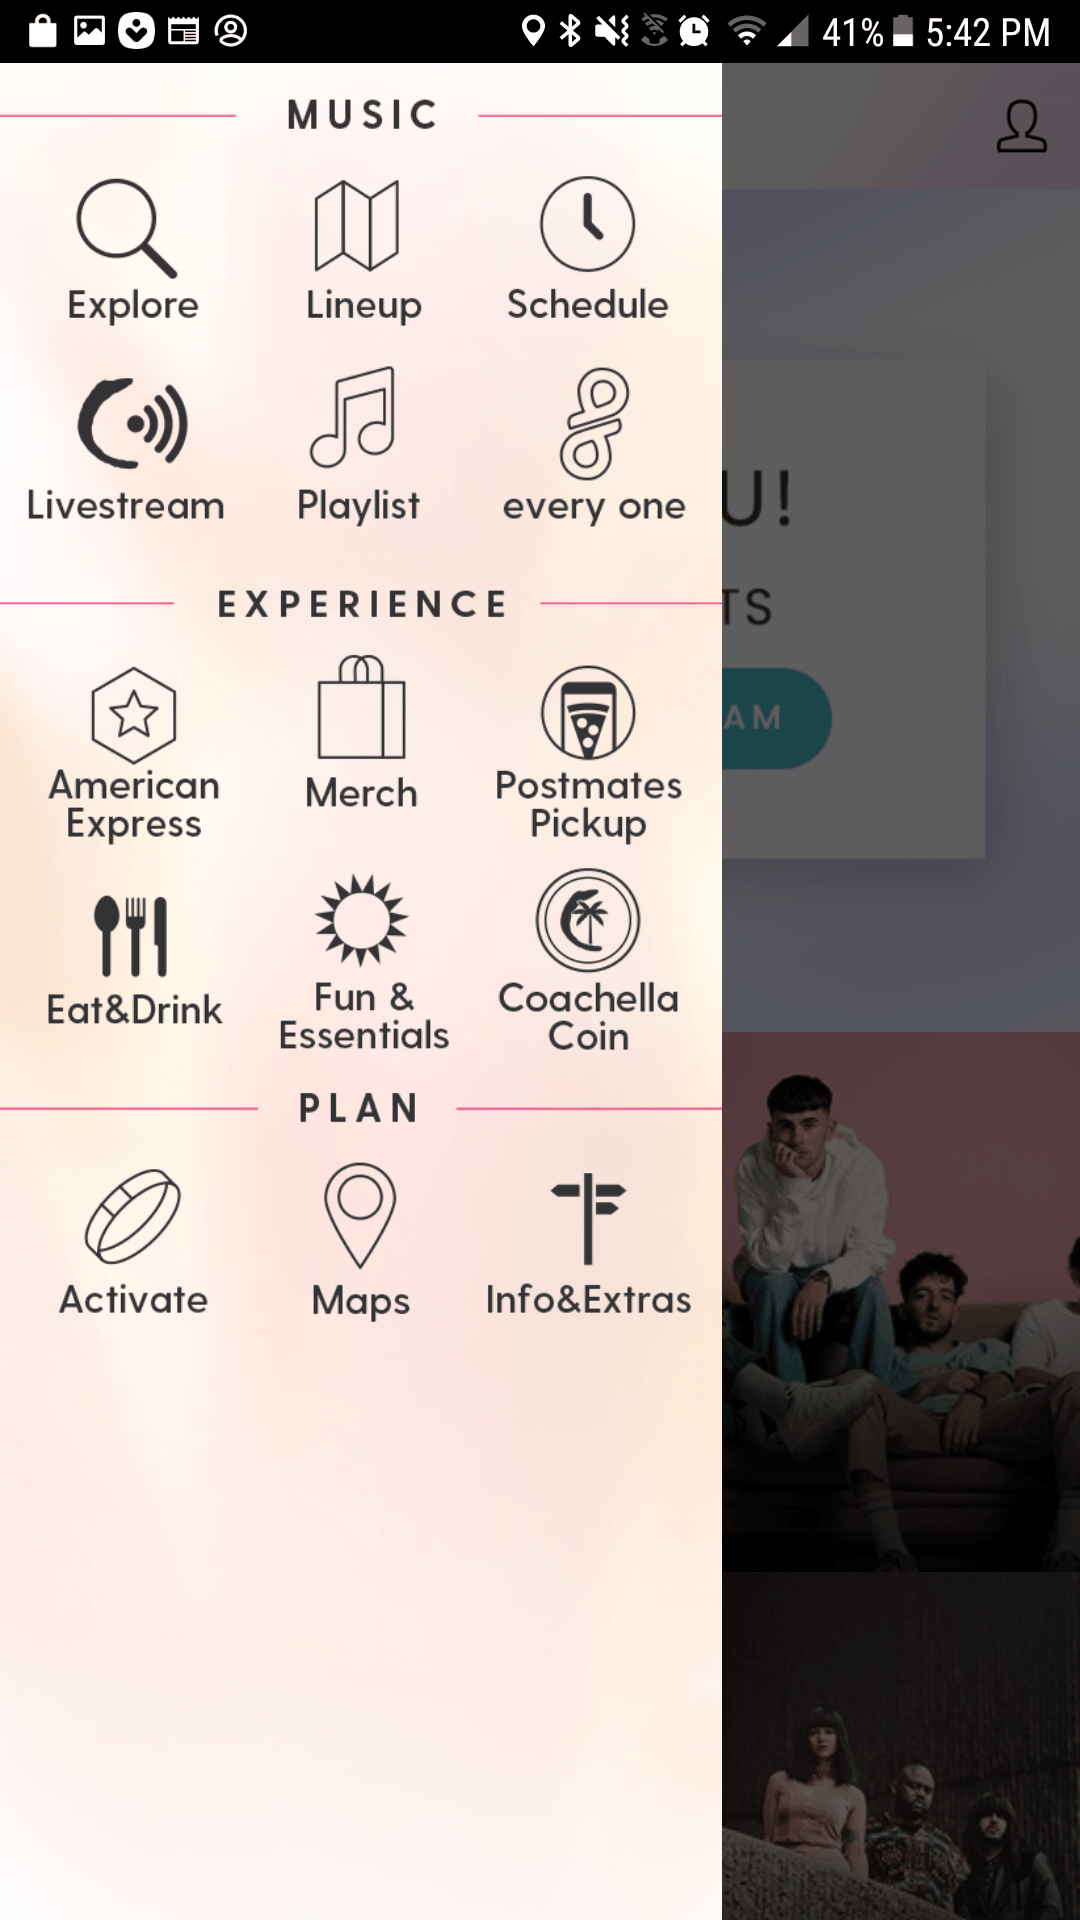 41% 5:42 PM
MUSIC
Explore
Lineup
Schedule
Livestream
Playlist
every one
U!
TS
AM
EXPERIENCE
American
Express
Merch
Postmates
Pickup
Eat&Drink
Fun &
Essentials
Coachella
Coin
PLAN
Activate
Maps
Info&Extras